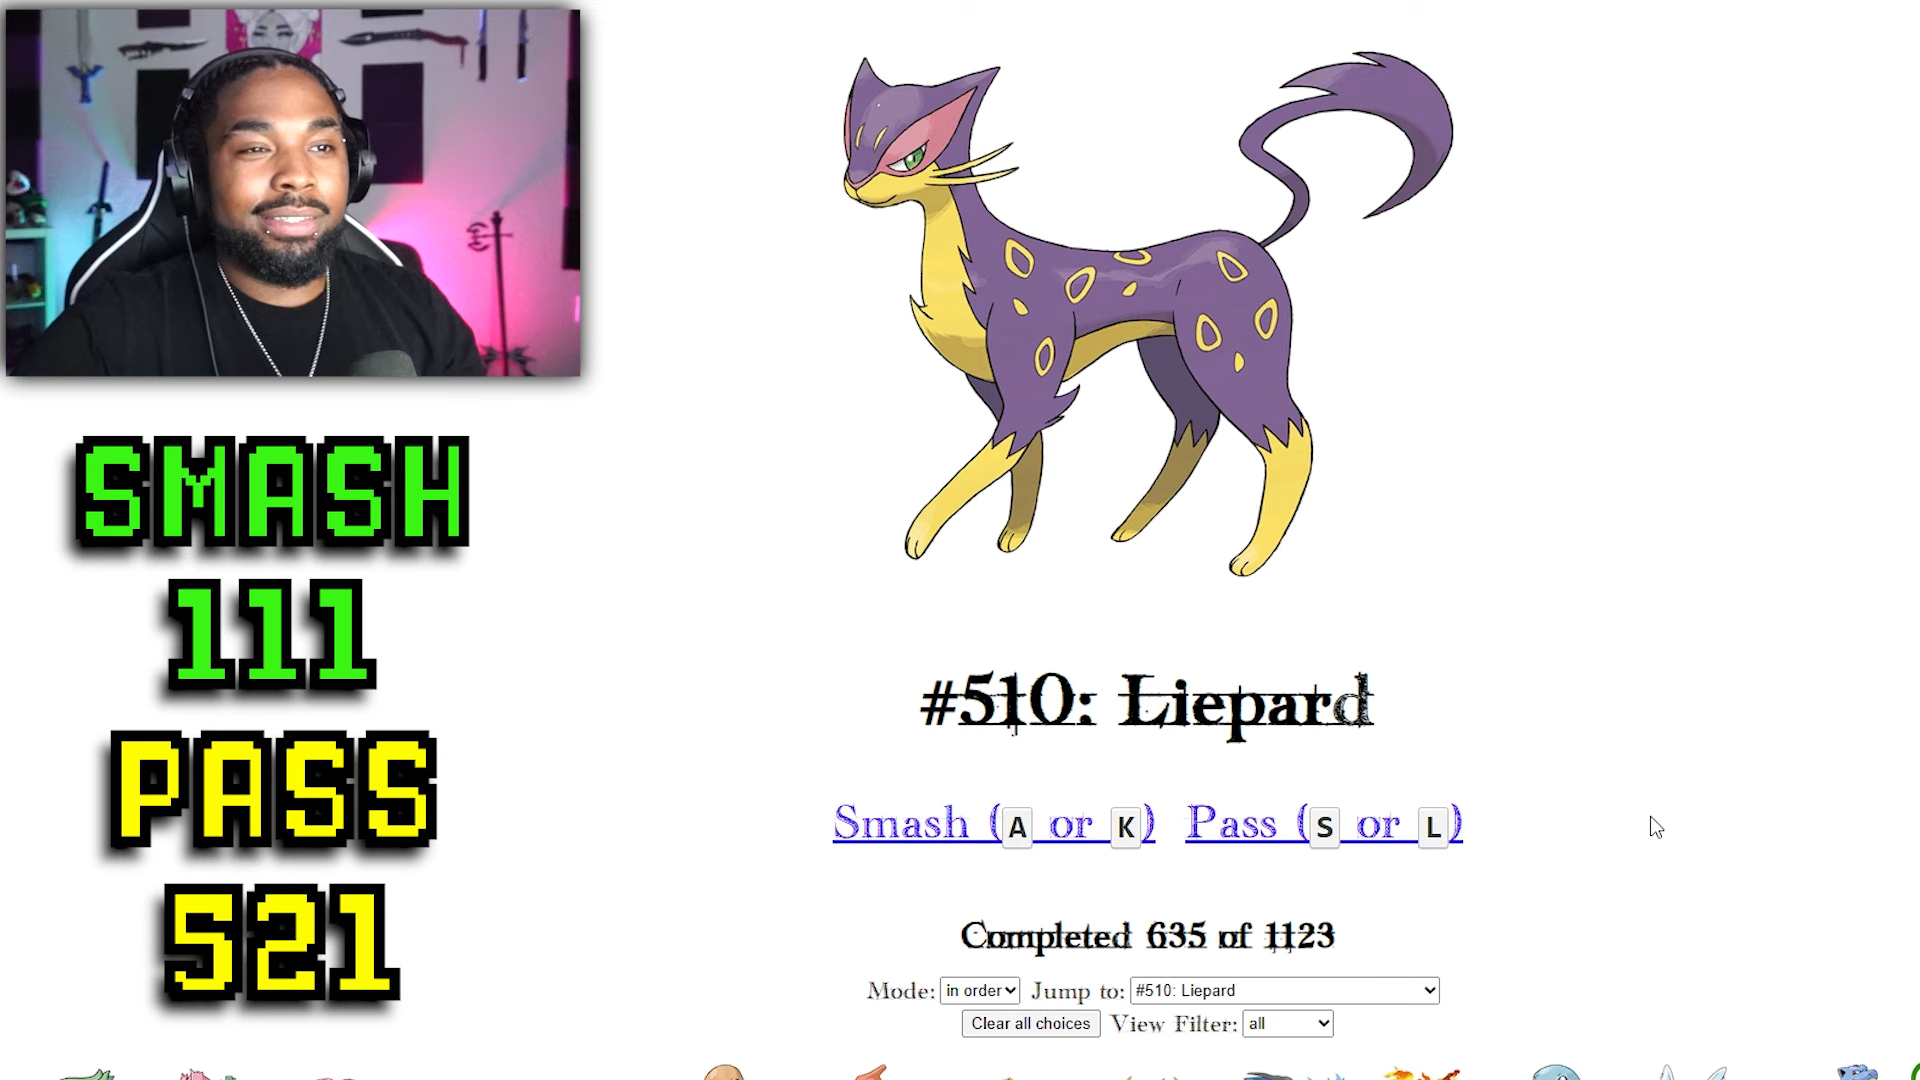 SMASH
111
PASS
521
#510: Liepard
Smash (A or K) Pass (S or L)
Completed 635 of 1123
Mode: in order Jump to: #510: Liepard
Clear all choices View Filter: all